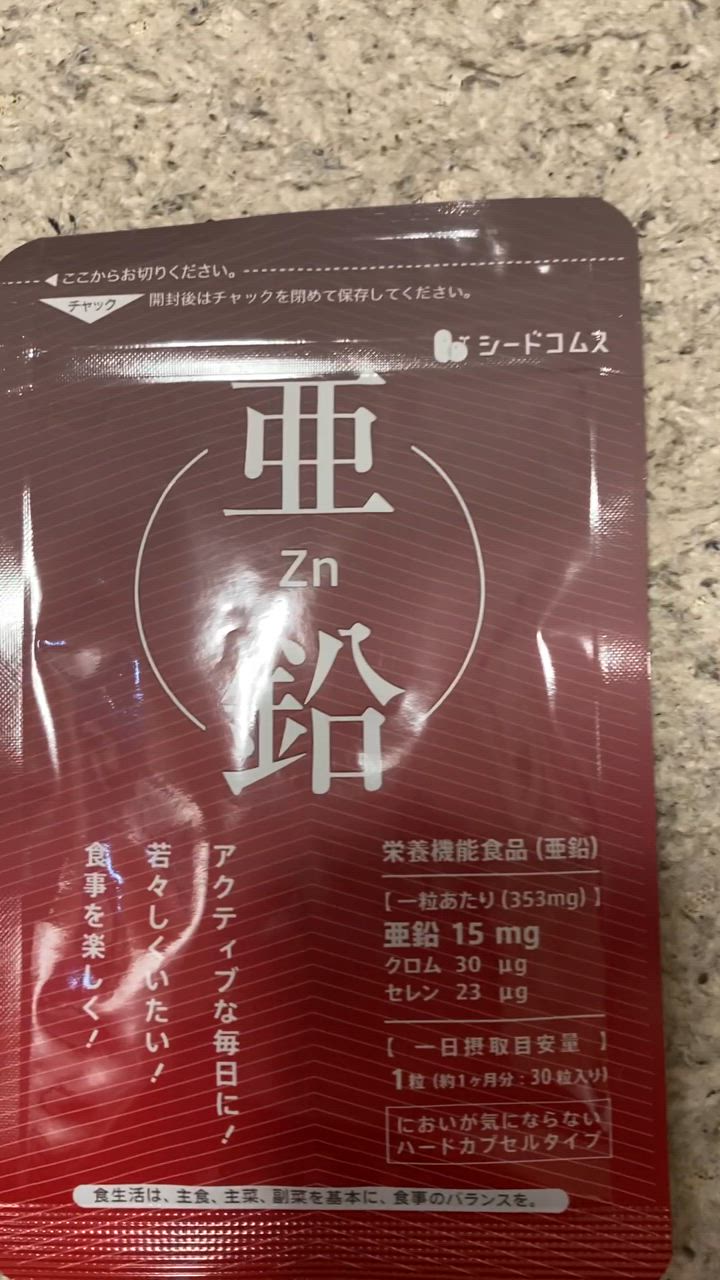 ここからお切りください。
チャック
開封後はチャックを閉めて保存してください。
シードコムス
亜
Zn
鉛
アクティブな毎日に!
若々しくいたい!
食事を楽しく!
栄養機能食品(亜鉛)
【一粒あたり(353mg)】
亜鉛 15 mg
クロム 30 μg
セレン 23 μg
【一日摂取目安量】
1粒(約1ヶ月分:30粒入り)
においが気にならない
ハードカプセルタイプ
食生活は、主食、主菜、副菜を基本に、食事のバランスを。